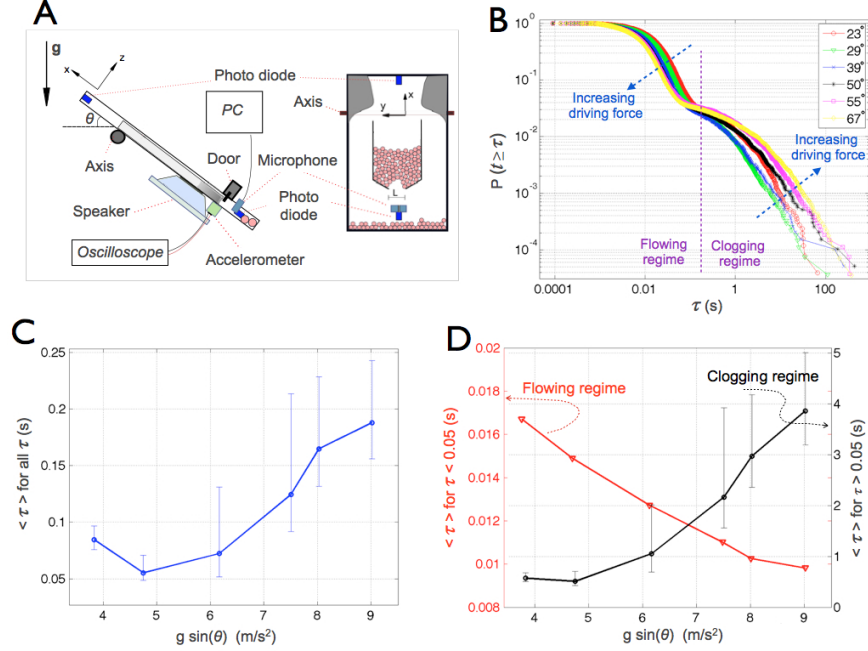 A
g
x
z
θ
Photo diode
PC
Axis
Door
Microphone
Speaker
Photo
diode
Oscilloscope
Accelerometer
Axis
x
y
L
B
P (t ≥ τ)
10^0
10^-1
10^-2
10^-3
10^-4
0.0001
0.01
1
100
τ (s)
Increasing
driving force
Increasing
driving force
Flowing
regime
Clogging
regime
23°
29°
39°
50°
55°
67°
C
< τ > for all τ (s)
0.25
0.2
0.15
0.1
0.05
4
5
6
7
8
9
g sin(θ) (m/s²)
D
< τ > for τ < 0.05 (s)
0.02
0.018
0.016
0.014
0.012
0.01
0.008
Flowing regime
Clogging regime
5
4
3
2
1
0
< τ > for τ > 0.05 (s)
4
5
6
7
8
9
g sin(θ) (m/s²)